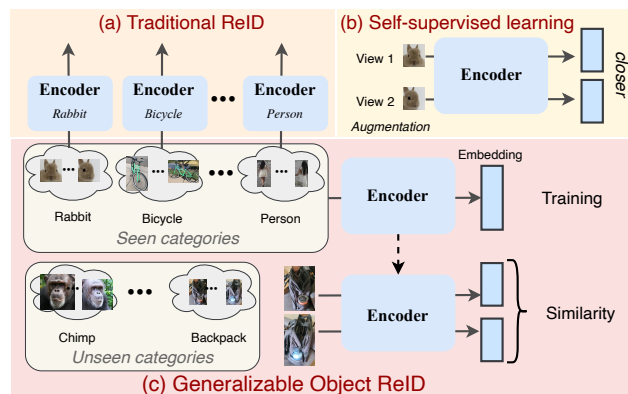 (a) Traditional ReID
Encoder
Rabbit
Encoder
Bicycle
Encoder
Person
(b) Self-supervised learning
View 1
View 2
Augmentation
Encoder
closer
Rabbit
Bicycle
Person
Seen categories
Encoder
Embedding
Training
Chimp
Backpack
Unseen categories
Encoder
Similarity
(c) Generalizable Object ReID